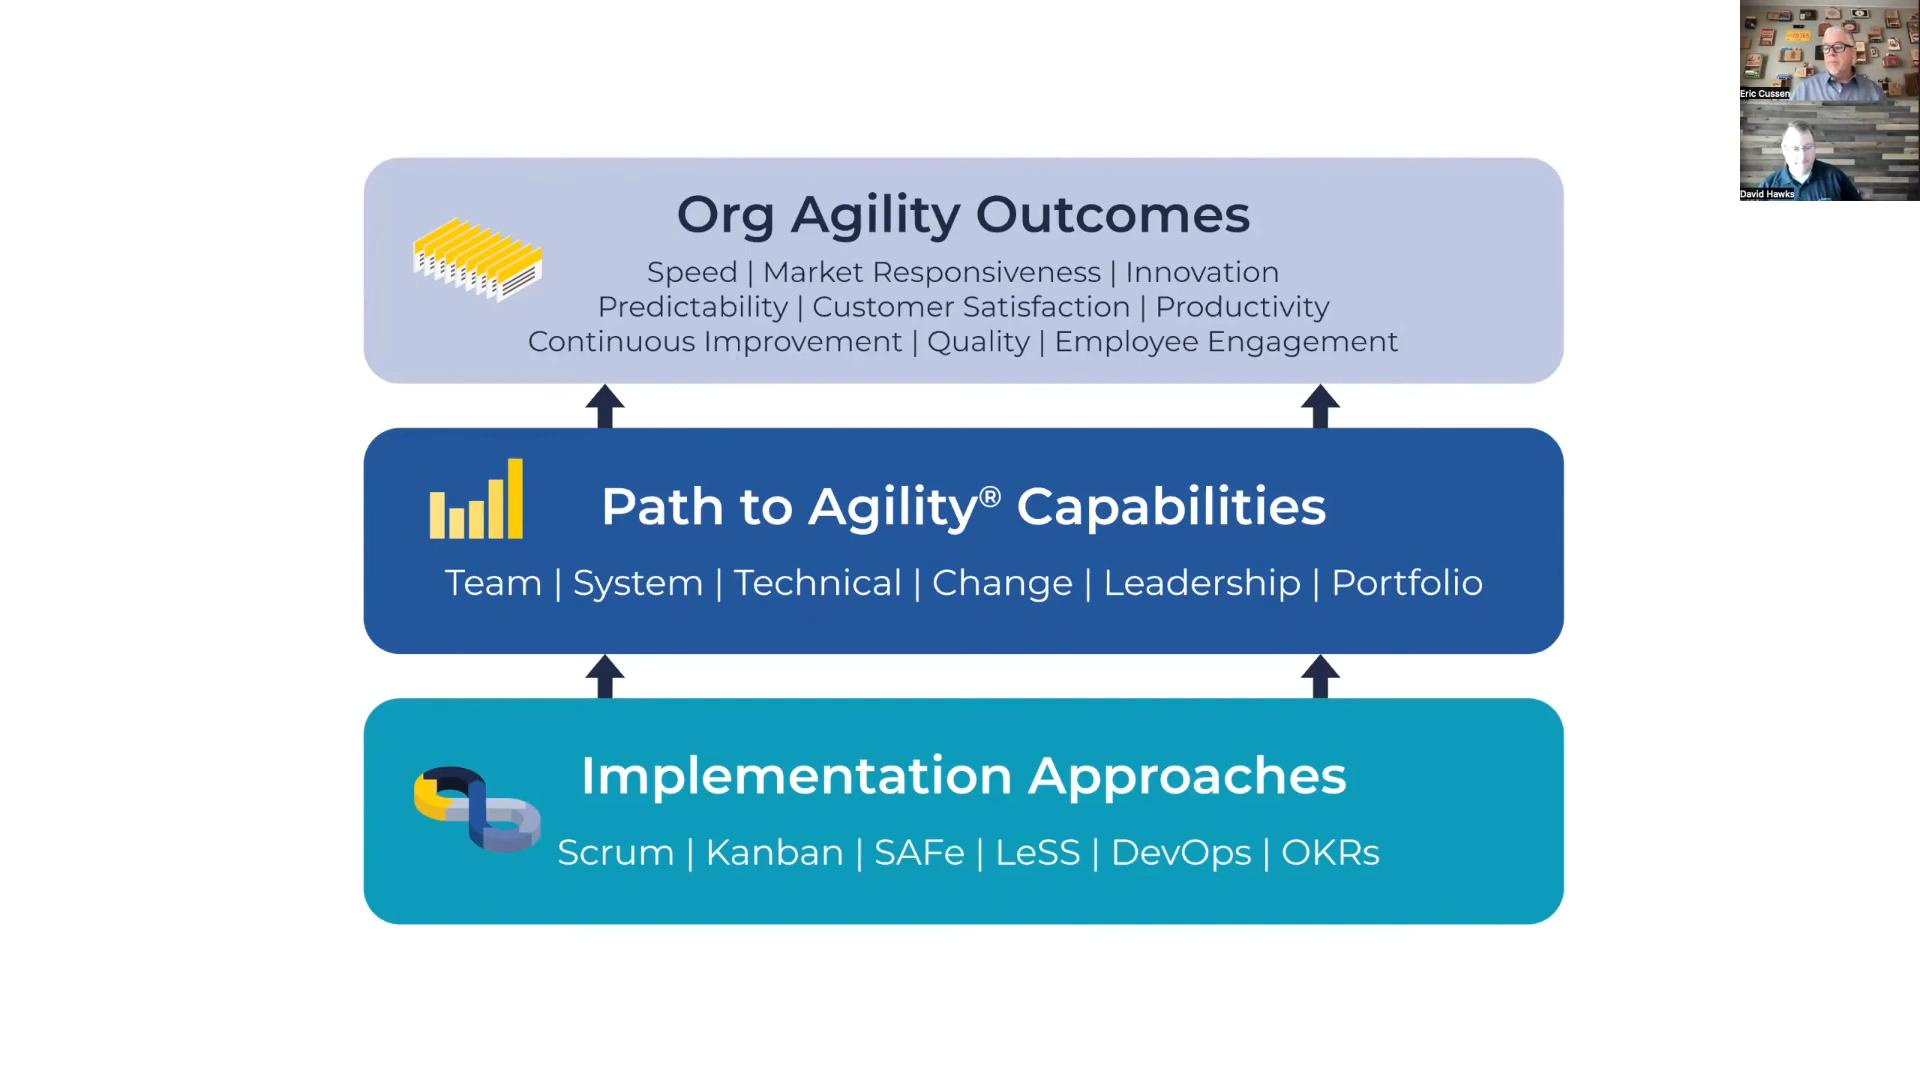 Org Agility Outcomes
Speed | Market Responsiveness | Innovation
Predictability | Customer Satisfaction | Productivity
Continuous Improvement | Quality | Employee Engagement
Path to Agility® Capabilities
Team | System | Technical | Change | Leadership | Portfolio
Implementation Approaches
Scrum | Kanban | SAFe | LeSS | DevOps | OKRs
Eric Cussen
David Hawks